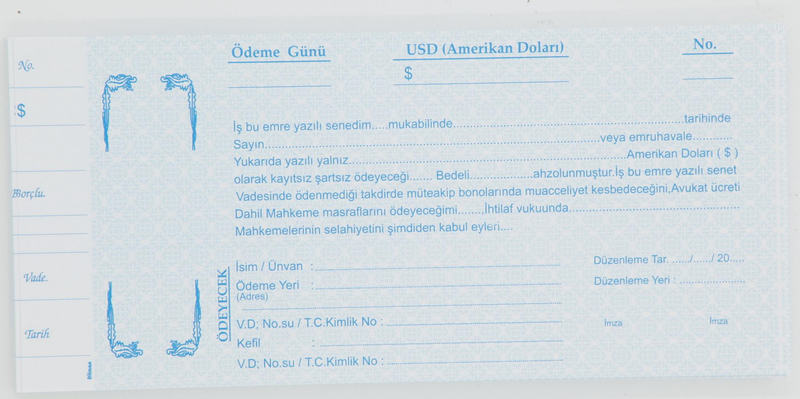 No.
$
Borçlu.
Vade.
Tarih
Ödeme Günü
USD (Amerikan Doları)
No.
$
İş bu emre yazılı senedim.....mukabilinde..........................................................................tarihinde
Sayın...............................................................................................veya emruhavale............
Yukarıda yazılı yalnız.......................................................................................Amerikan Doları ( $ )
olarak kayıtsız şartsız ödeyeceği....... Bedeli....................ahzolunmuştur.İş bu emre yazılı senet
Vadesinde ödenmediği takdirde müteakip bonolarında muacceliyet kesbedeceğini,Avukat ücreti
Dahil Mahkeme masraflarını ödeyeceğimi........,İhtilaf vukuunda......................................................
Mahkemelerinin selahiyetini şimdiden kabul eyleri....
ÖDEYECEK
İsim / Ünvan :
Ödeme Yeri :
(Adres)
V.D; No.su / T.C.Kimlik No :
Kefil :
V.D; No.su / T.C.Kimlik No :
Düzenleme Tar. ....../....../ 20.....
Düzenleme Yeri : ......................
İmza
İmza